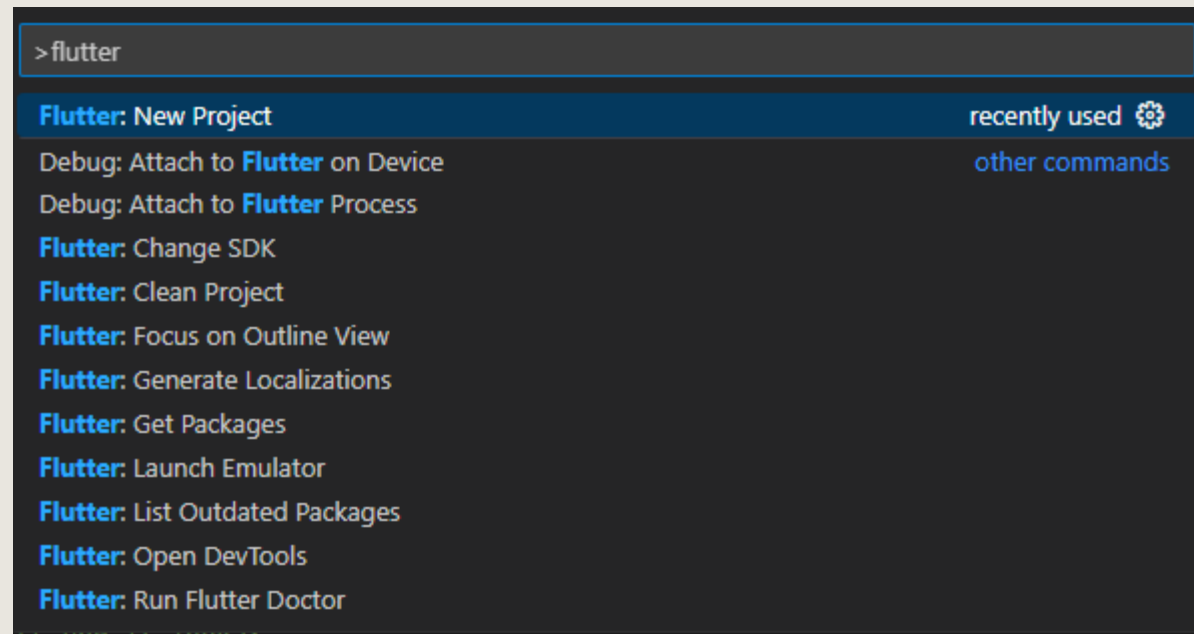 >flutter
Flutter: New Project recently used
Debug: Attach to Flutter on Device other commands
Debug: Attach to Flutter Process
Flutter: Change SDK
Flutter: Clean Project
Flutter: Focus on Outline View
Flutter: Generate Localizations
Flutter: Get Packages
Flutter: Launch Emulator
Flutter: List Outdated Packages
Flutter: Open DevTools
Flutter: Run Flutter Doctor